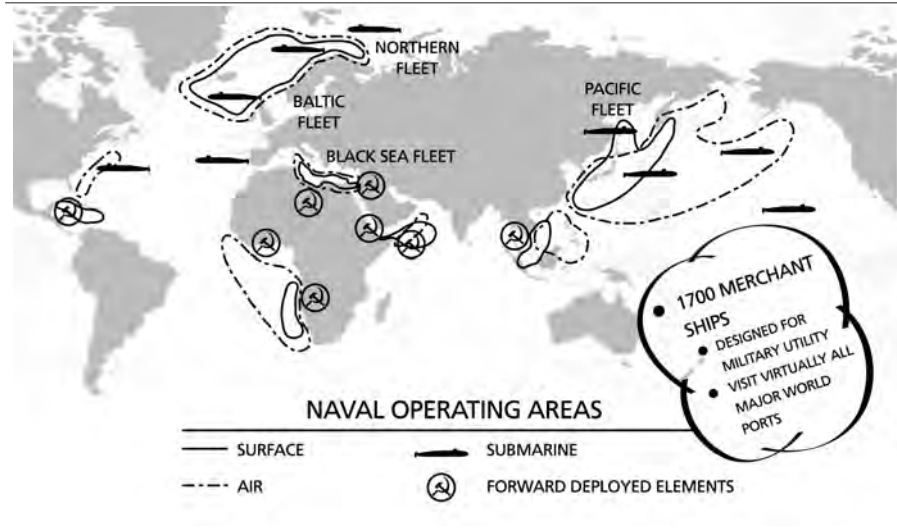 NORTHERN
FLEET
BALTIC
FLEET
PACIFIC
FLEET
BLACK SEA FLEET
1700 MERCHANT
SHIPS
DESIGNED FOR
MILITARY UTILITY
VISIT VIRTUALLY ALL
MAJOR WORLD
PORTS
NAVAL OPERATING AREAS
SURFACE
SUBMARINE
AIR
FORWARD DEPLOYED ELEMENTS